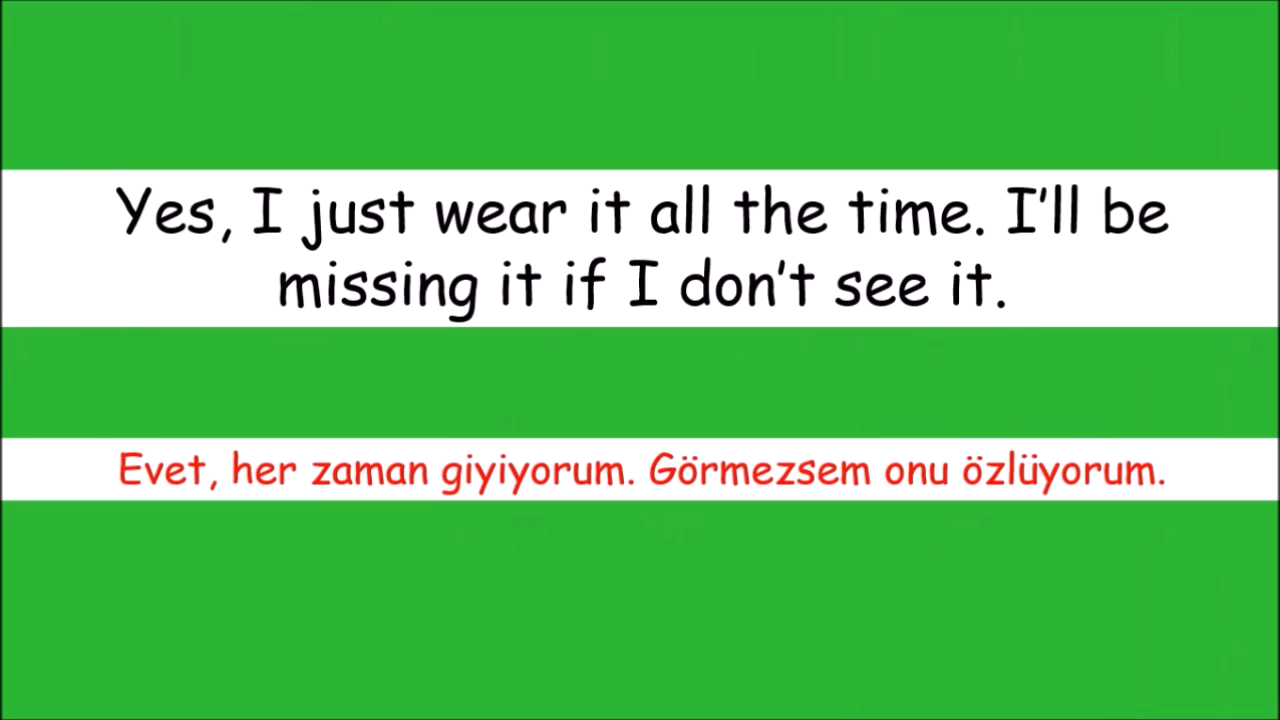 Yes, I just wear it all the time. I'll be
missing it if I don't see it.
Evet, her zaman giyiyorum. Görmezsem onu özlüyorum.